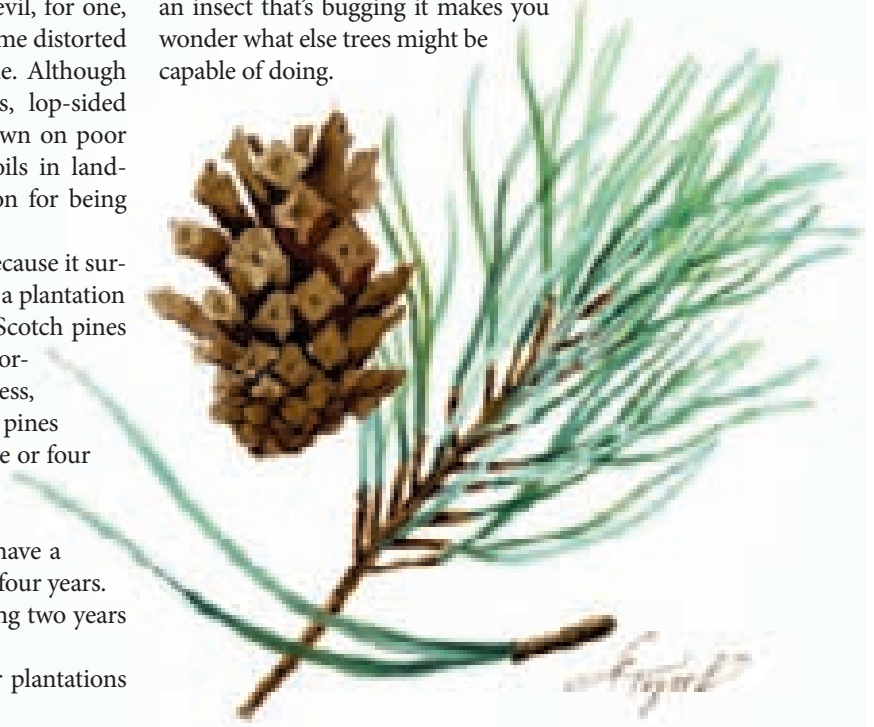 evil, for one,
me distorted
e. Although
s, lop-sided
wn on poor
oils in land-
on for being
ecause it sur-
a plantation
Scotch pines
or-
ess,
pines
e or four
have a
four years.
ng two years
r plantations
an insect that's bugging it makes you
wonder what else trees might be
capable of doing.